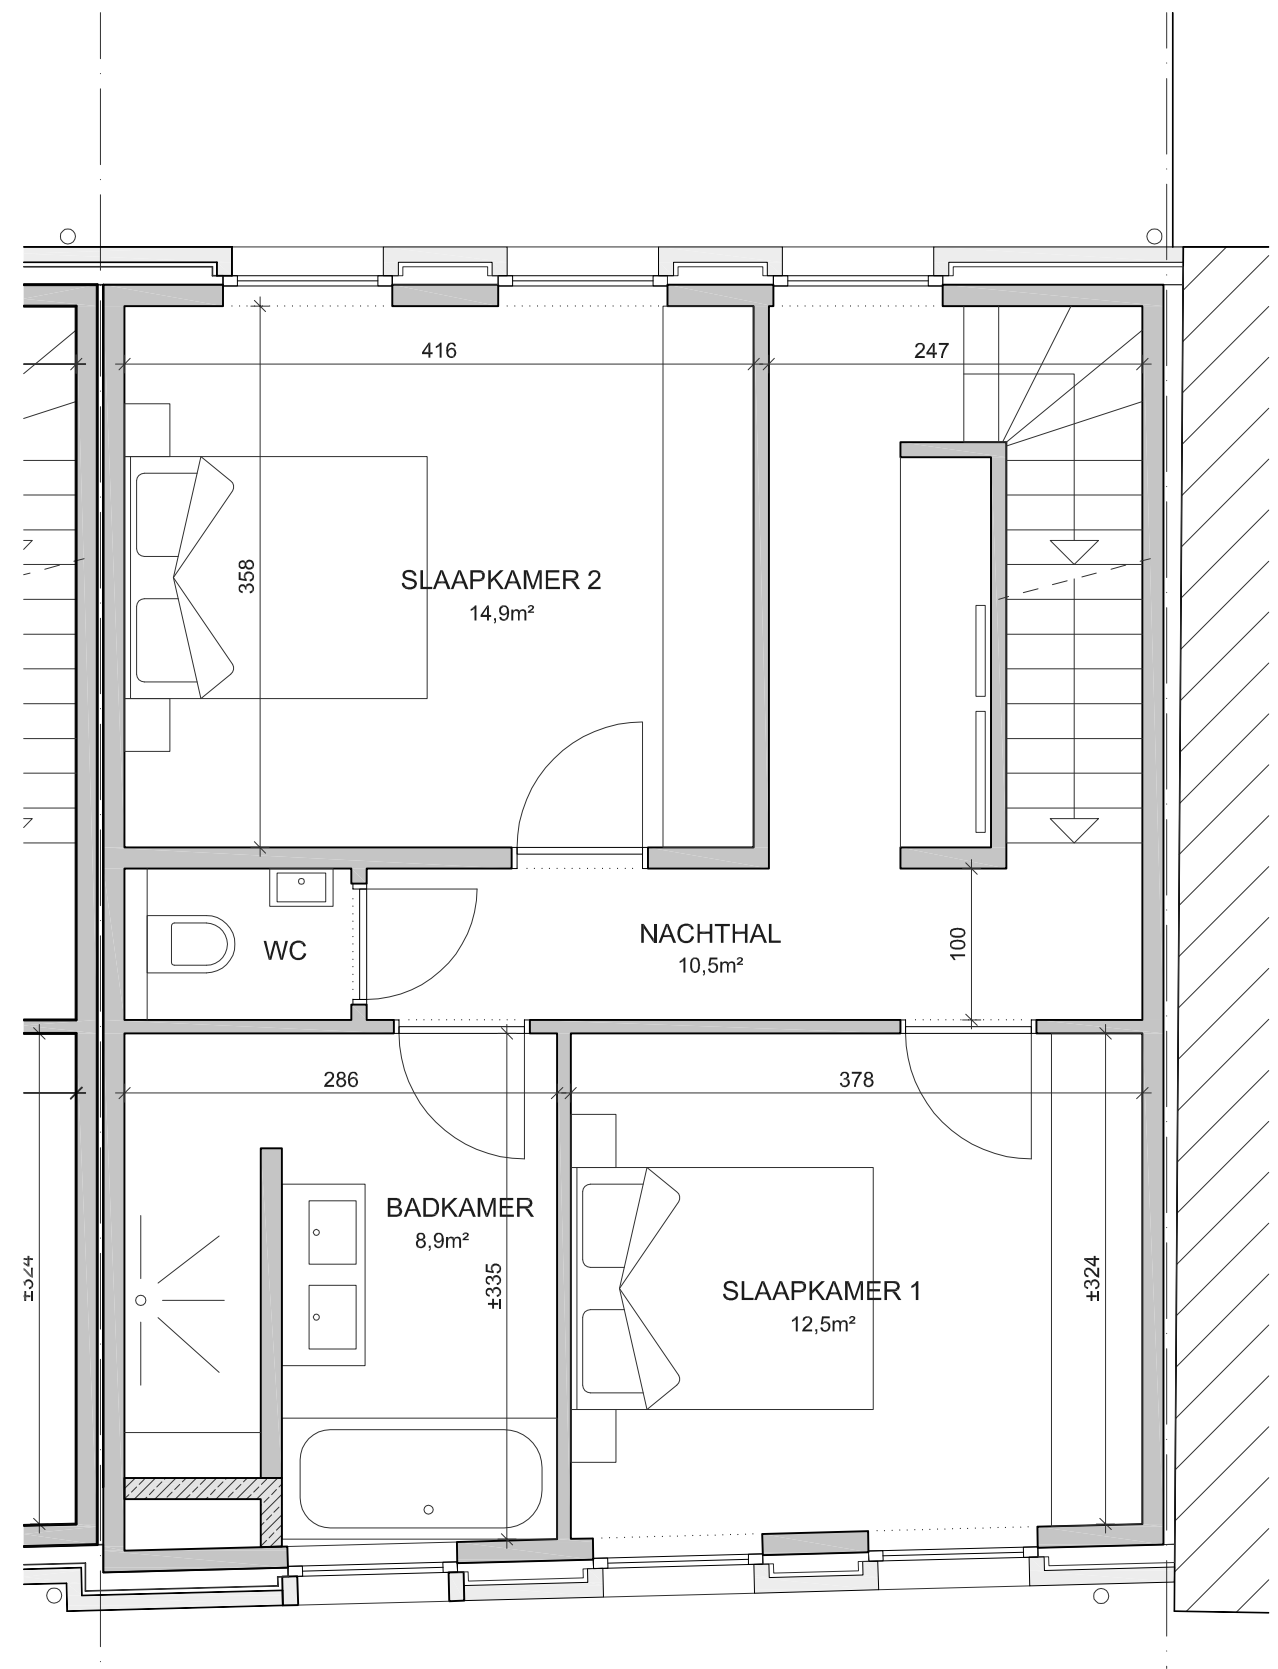 416
247
358
SLAAPKAMER 2
14,9m²
NACHTHAL
10,5m²
100
WC
286
378
BADKAMER
8,9m²
±335
SLAAPKAMER 1
12,5m²
±324
±324